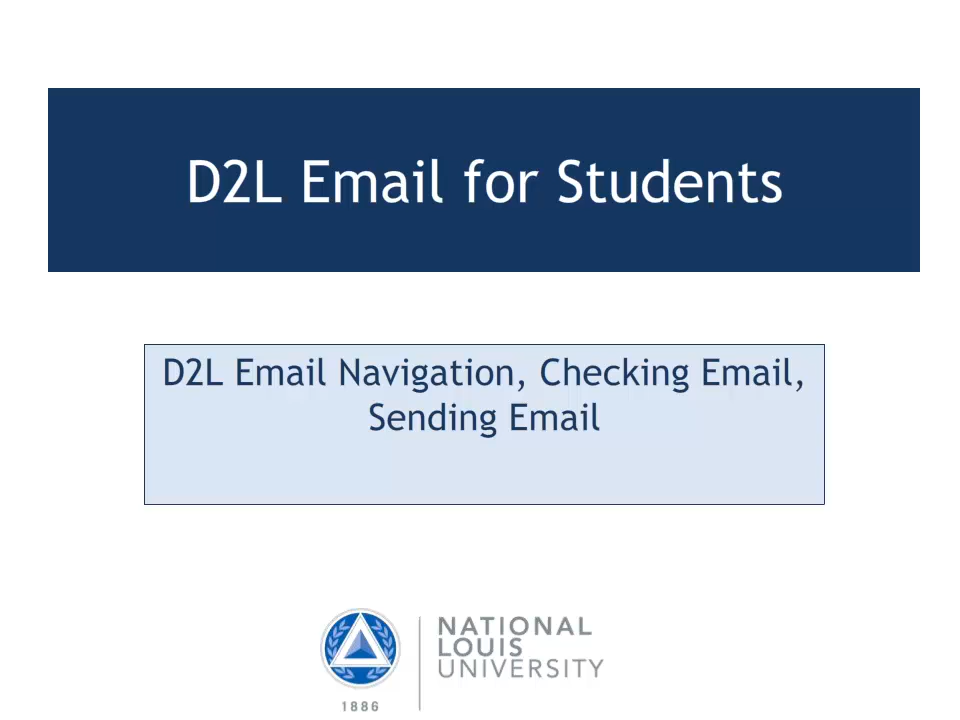 D2L Email for Students
D2L Email Navigation, Checking Email,
Sending Email
NATIONAL
LOUIS
UNIVERSITY
1886